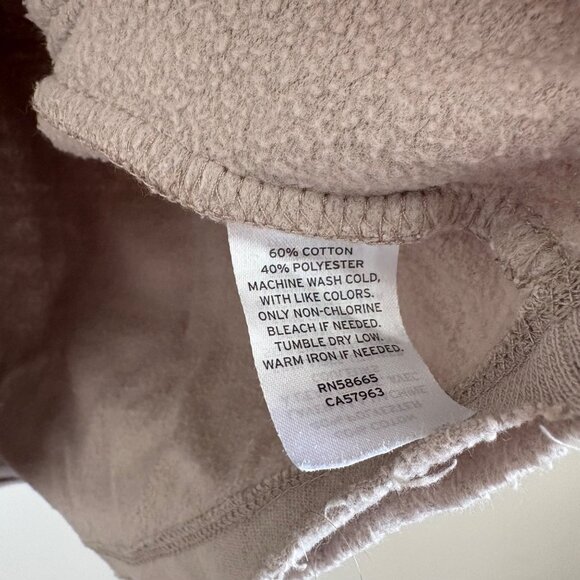 60% COTTON
40% POLYESTER
MACHINE WASH COLD,
WITH LIKE COLORS.
ONLY NON-CHLORINE
BLEACH IF NEEDED.
TUMBLE DRY LOW.
WARM IRON IF NEEDED.
RN58665
CA57963